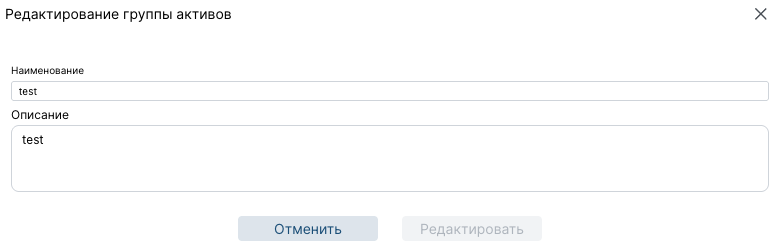 Редактирование группы активов
Наименование
test
Описание
test
Отменить
Редактировать